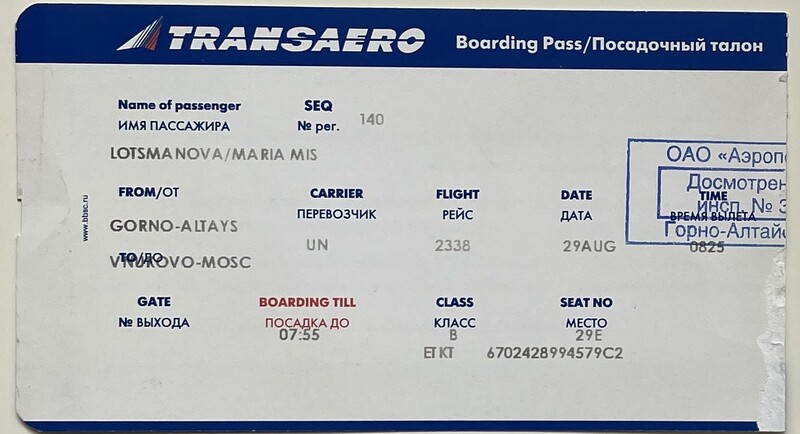 TRANSAERO Boarding Pass/Посадочный талон
Name of passenger SEQ
ИМЯ ПАССАЖИРА № рег. 140
LOTSMANOVA/MARIA MIS
ОАО «Аэропо
Досмотрен
инсп. № 3
Горно-Алтайс
FROM/ОТ CARRIER FLIGHT DATE TIME
ПЕРЕВОЗЧИК РЕЙС ДАТА ВРЕМЯ ВЫЛЕТА
GORNO-ALTAYS UN 2338 29AUG 0825
TO/ДО
VNUKOVO-MOSC
www.bbsc.ru
GATE BOARDING TILL CLASS SEAT NO
№ ВЫХОДА ПОСАДКА ДО КЛАСС МЕСТО
07:55 B 29E
ETKT 6702428994579C2